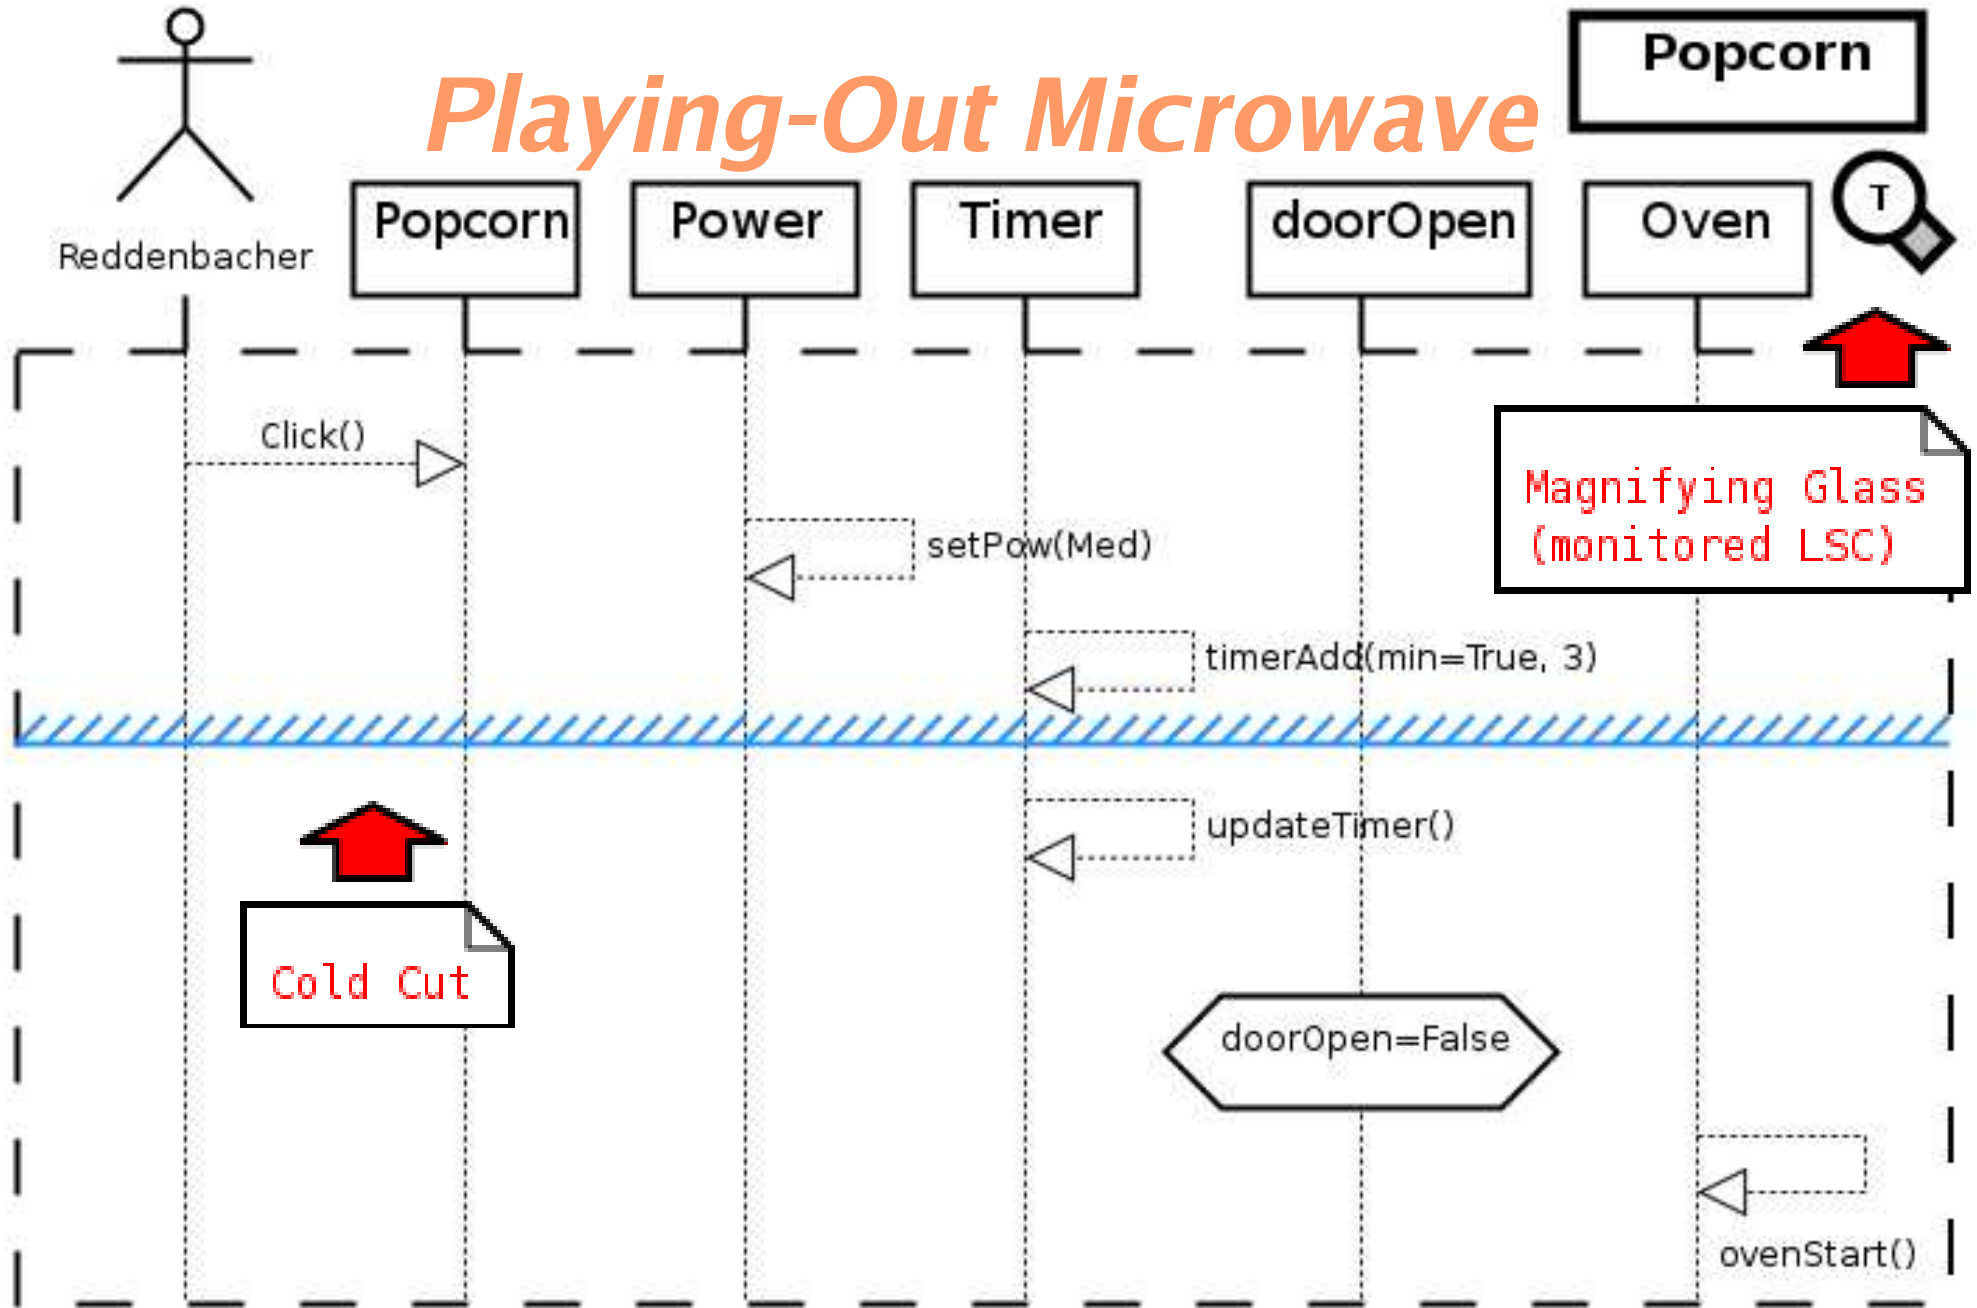 Playing-Out Microwave
Popcorn
T
Reddenbacher
Popcorn
Power
Timer
doorOpen
Oven
Click()
Magnifying Glass
(monitored LSC)
setPow(Med)
timerAdd(min=True, 3)
updateTimer()
Cold Cut
doorOpen=False
ovenStart()